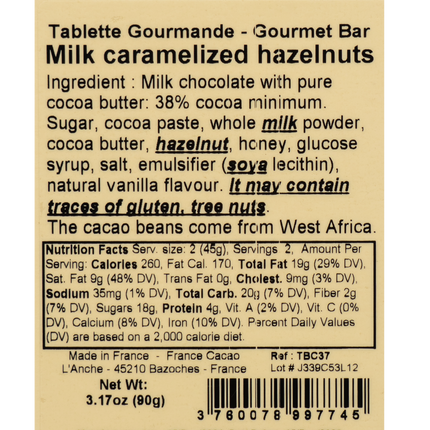 Tablette Gourmande - Gourmet Bar
Milk caramelized hazelnuts
Ingredient : Milk chocolate with pure
cocoa butter: 38% cocoa minimum.
Sugar, cocoa paste, whole milk powder,
cocoa butter, hazelnut, honey, glucose
syrup, salt, emulsifier (soya lecithin),
natural vanilla flavour. It may contain
traces of gluten, tree nuts.
The cacao beans come from West Africa.
Nutrition Facts Serv. size: 2 (45g), Servings 2, Amount Per
Serving: Calories 260, Fat Cal. 170, Total Fat 19g (29% DV),
Sat. Fat 9g (48% DV), Trans Fat 0g, Cholest. 9mg (3% DV),
Sodium 35mg (1% DV), Total Carb. 20g (7% DV), Fiber 2g
(7% DV), Sugars 18g, Protein 4g, Vit. A (2% DV), Vit. C (0%
DV), Calcium (8% DV), Iron (10% DV). Percent Daily Values
(DV) are based on a 2,000 calorie diet.
Made in France - France Cacao
L'Anche - 45210 Bazoches - France
Ref : TBC37
Lot # J339C53L12
Net Wt:
3.17oz (90g)
3 760078 997745